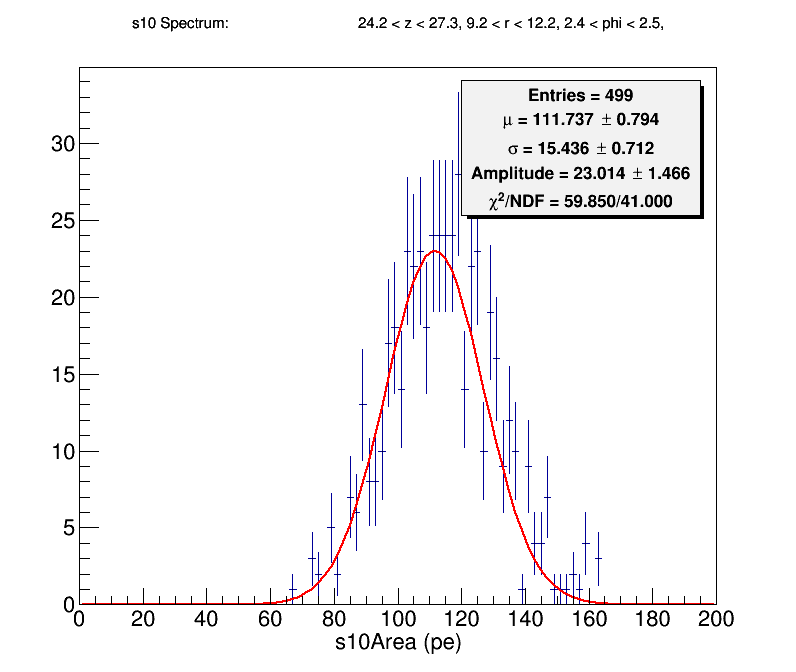 s10 Spectrum: 24.2 < z < 27.3, 9.2 < r < 12.2, 2.4 < phi < 2.5,
Entries = 499
μ = 111.737 ± 0.794
σ = 15.436 ± 0.712
Amplitude = 23.014 ± 1.466
χ²/NDF = 59.850/41.000
30
25
20
15
10
5
0
0 20 40 60 80 100 120 140 160 180 200
s10Area (pe)